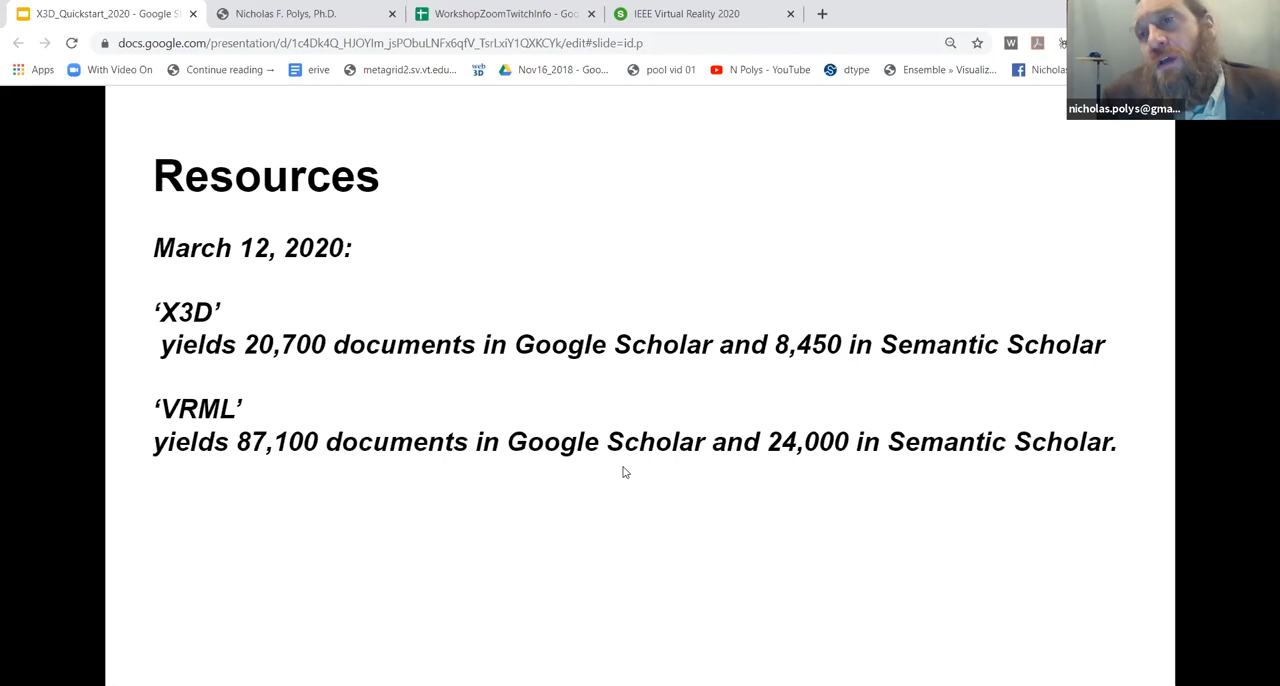 X3D_Quickstart_2020 - Google S
Nicholas F. Polys, Ph.D.
WorkshopZoomTwitchInfo - Goo
IEEE Virtual Reality 2020
docs.google.com/presentation/d/1c4Dk4Q_HJOYIm_jsPObuLNFx6qfV_TsrLxiY1QXKCYk/edit#slide=id.p
Apps
With Video On
Continue reading →
erive
metagrid2.sv.vt.edu...
web 3D
Nov16_2018 - Goo...
pool vid 01
N Polys - YouTube
dtype
Ensemble » Visualiz...
Nicholas
nicholas.polys@gma...
Resources
March 12, 2020:
‘X3D’
yields 20,700 documents in Google Scholar and 8,450 in Semantic Scholar
‘VRML’
yields 87,100 documents in Google Scholar and 24,000 in Semantic Scholar.